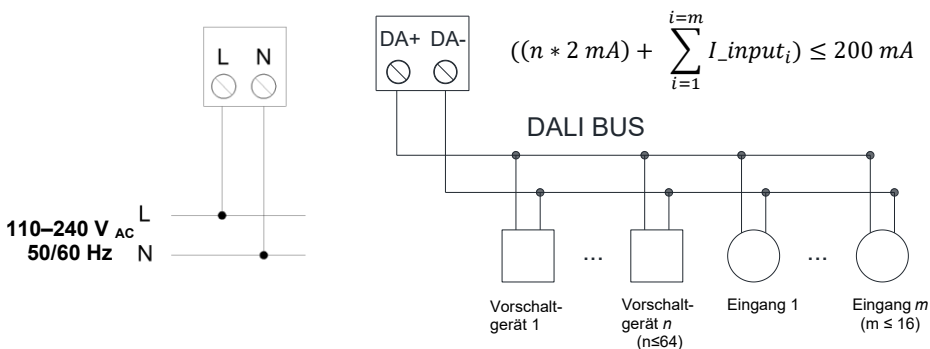 L N
110–240 V AC
50/60 Hz
L
N
DA+ DA-
((n * 2 mA) + ∑_{i=1}^{i=m} I_input_i) ≤ 200 mA
DALI BUS
... ...
Vorschalt-
gerät 1
Vorschalt-
gerät n
(n≤64)
Eingang 1
Eingang m
(m ≤ 16)